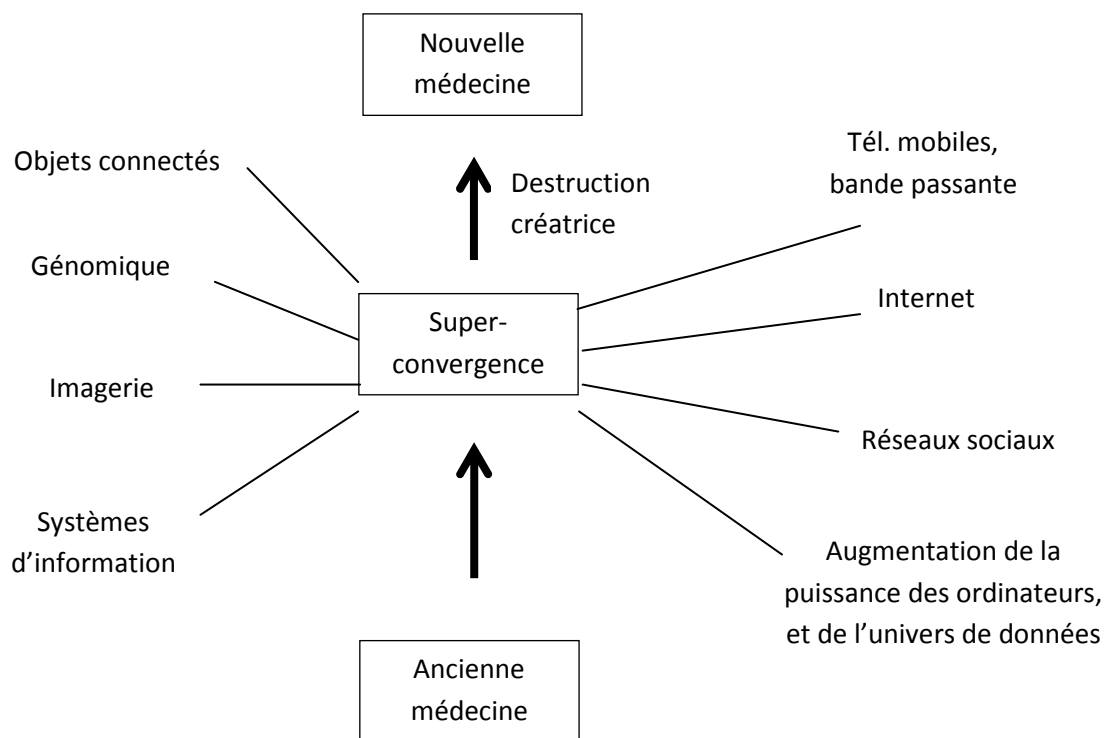 Nouvelle
médecine
Objets connectés
Destruction
créatrice
Tél. mobiles,
bande passante
Génomique
Super-
convergence
Internet
Imagerie
Réseaux sociaux
Systèmes
d’information
Augmentation de la
puissance des ordinateurs,
et de l’univers de données
Ancienne
médecine